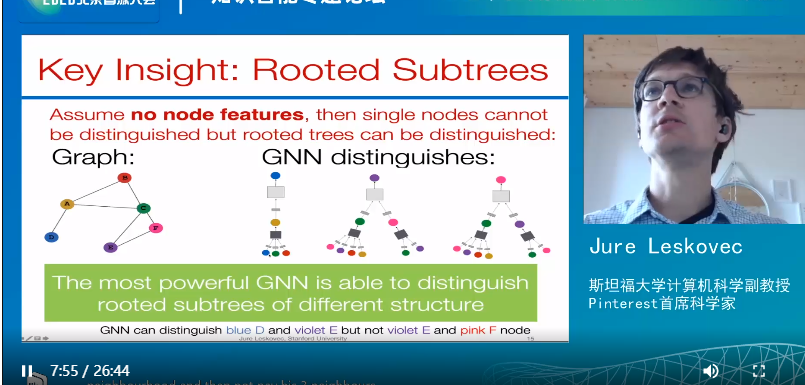 Key Insight: Rooted Subtrees
Assume no node features, then single nodes cannot
be distinguished but rooted trees can be distinguished:
Graph:
GNN distinguishes:
A
B
C
D
E
F
The most powerful GNN is able to distinguish
rooted subtrees of different structure
GNN can distinguish blue D and violet E but not violet E and pink F node
Jure Leskovec, Stanford University
15
Jure Leskovec
斯坦福大学计算机科学副教授
Pinterest首席科学家
7:55 / 26:44